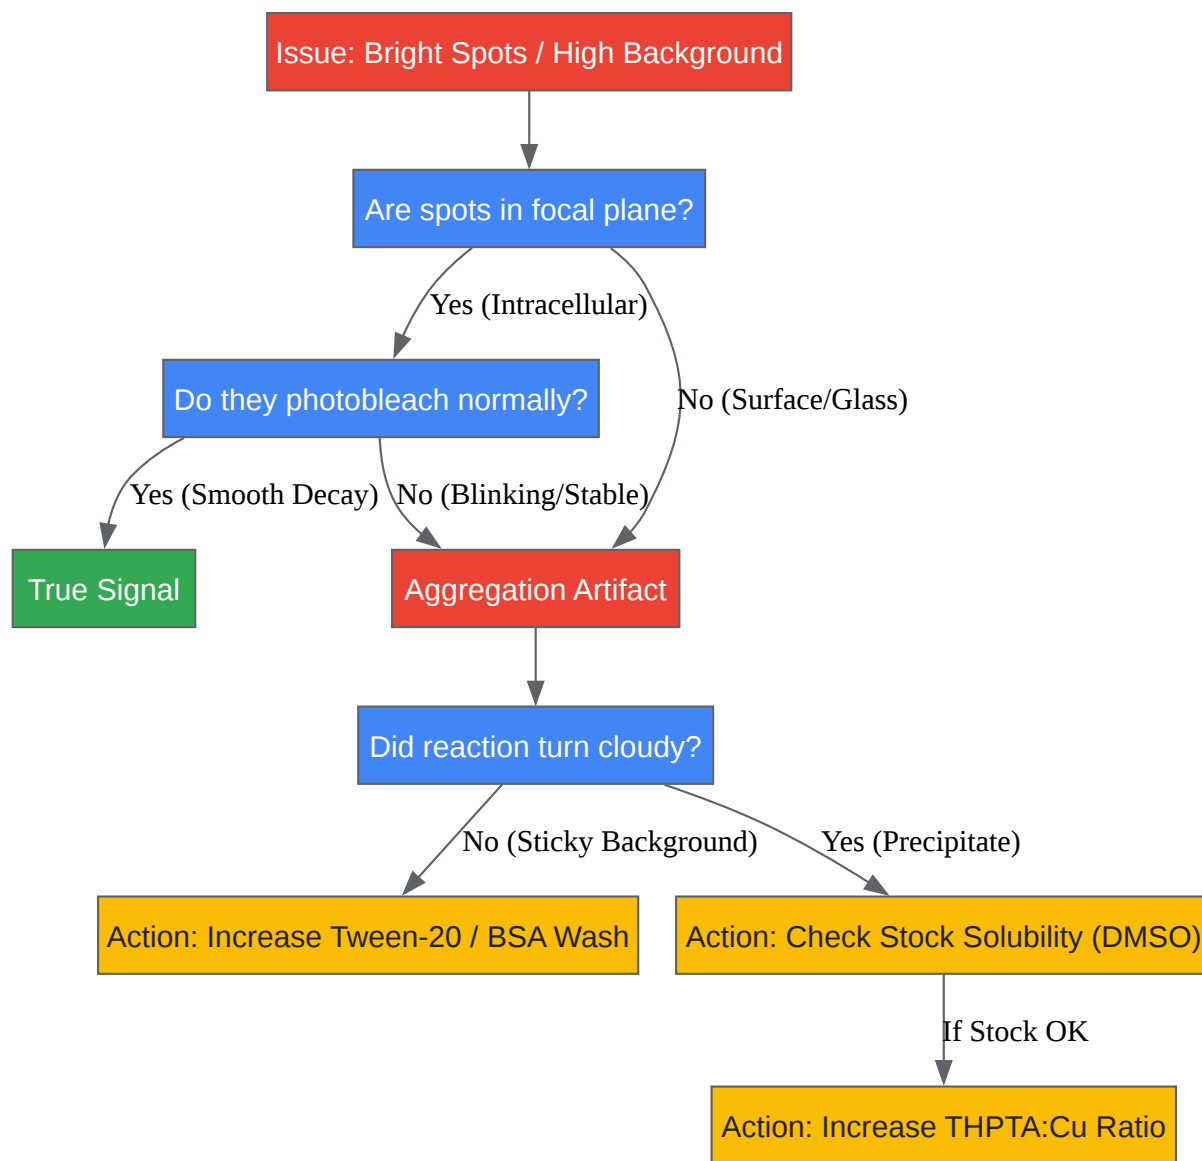 Issue: Bright Spots / High Background
Are spots in focal plane?
Yes (Intracellular)
Do they photobleach normally?
No (Surface/Glass)
Yes (Smooth Decay)
No (Blinking/Stable)
True Signal
Aggregation Artifact
Did reaction turn cloudy?
No (Sticky Background)
Yes (Precipitate)
Action: Increase Tween-20 / BSA Wash
Action: Check Stock Solubility (DMSO)
If Stock OK
Action: Increase THPTA:Cu Ratio